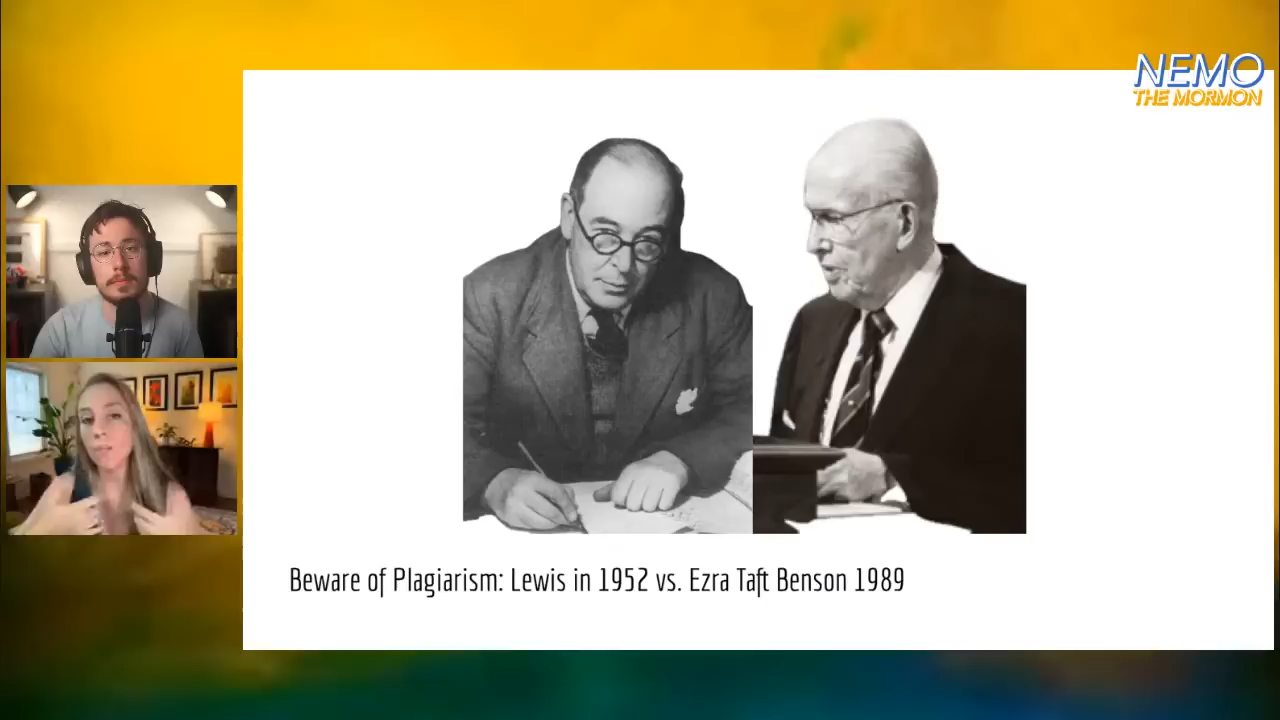 NEMO
THE MORMON
Beware of Plagiarism: Lewis in 1952 vs. Ezra Taft Benson 1989